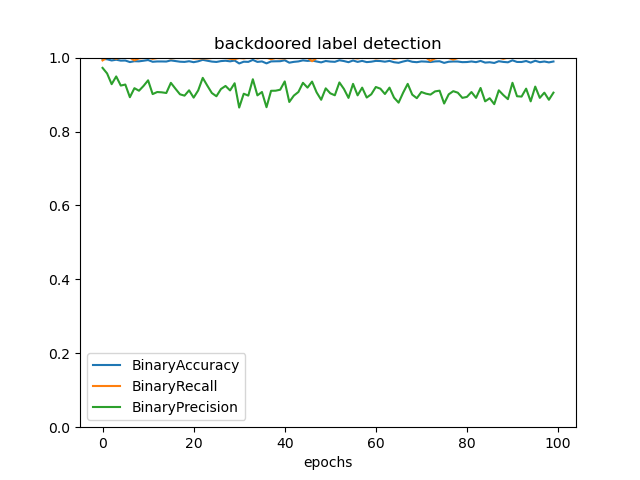 backdoored label detection
1.0
0.8
0.6
0.4
0.2
0.0
BinaryAccuracy
BinaryRecall
BinaryPrecision
0 20 40 60 80 100
epochs